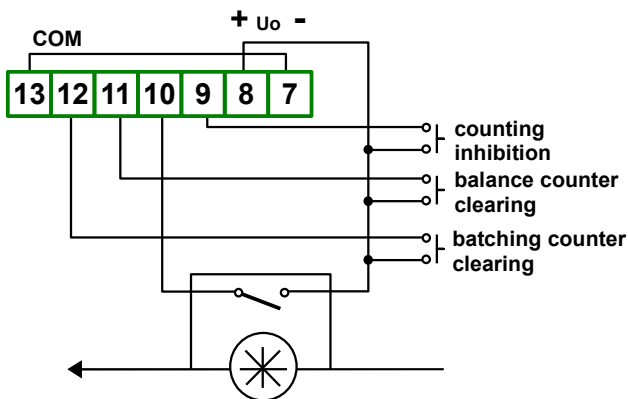 + Uo -
COM
13 12 11 10 9 8 7
counting
inhibition
balance counter
clearing
batching counter
clearing